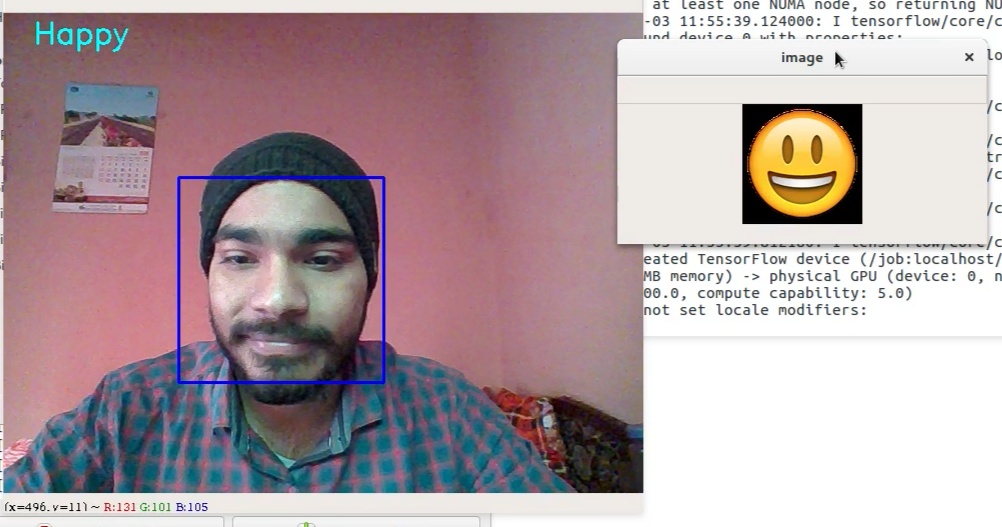 Happy
(x=496, y=11) ~ R:131 G:101 B:105
at least one NUMA node, so returning NU
-03 11:55:39.124000: I tensorflow/core/c
und device 0 with properties:
image
eated TensorFlow device (/job:localhost/
MB memory) -> physical GPU (device: 0, n
00.0, compute capability: 5.0)
not set locale modifiers: